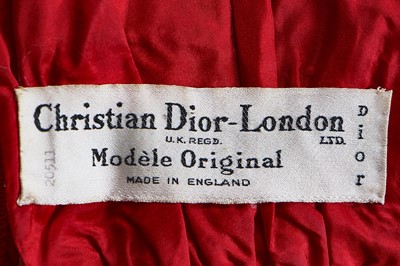 Christian Dior-London
U.K. REGD. LTD.
Modèle Original
MADE IN ENGLAND
20511
Dior